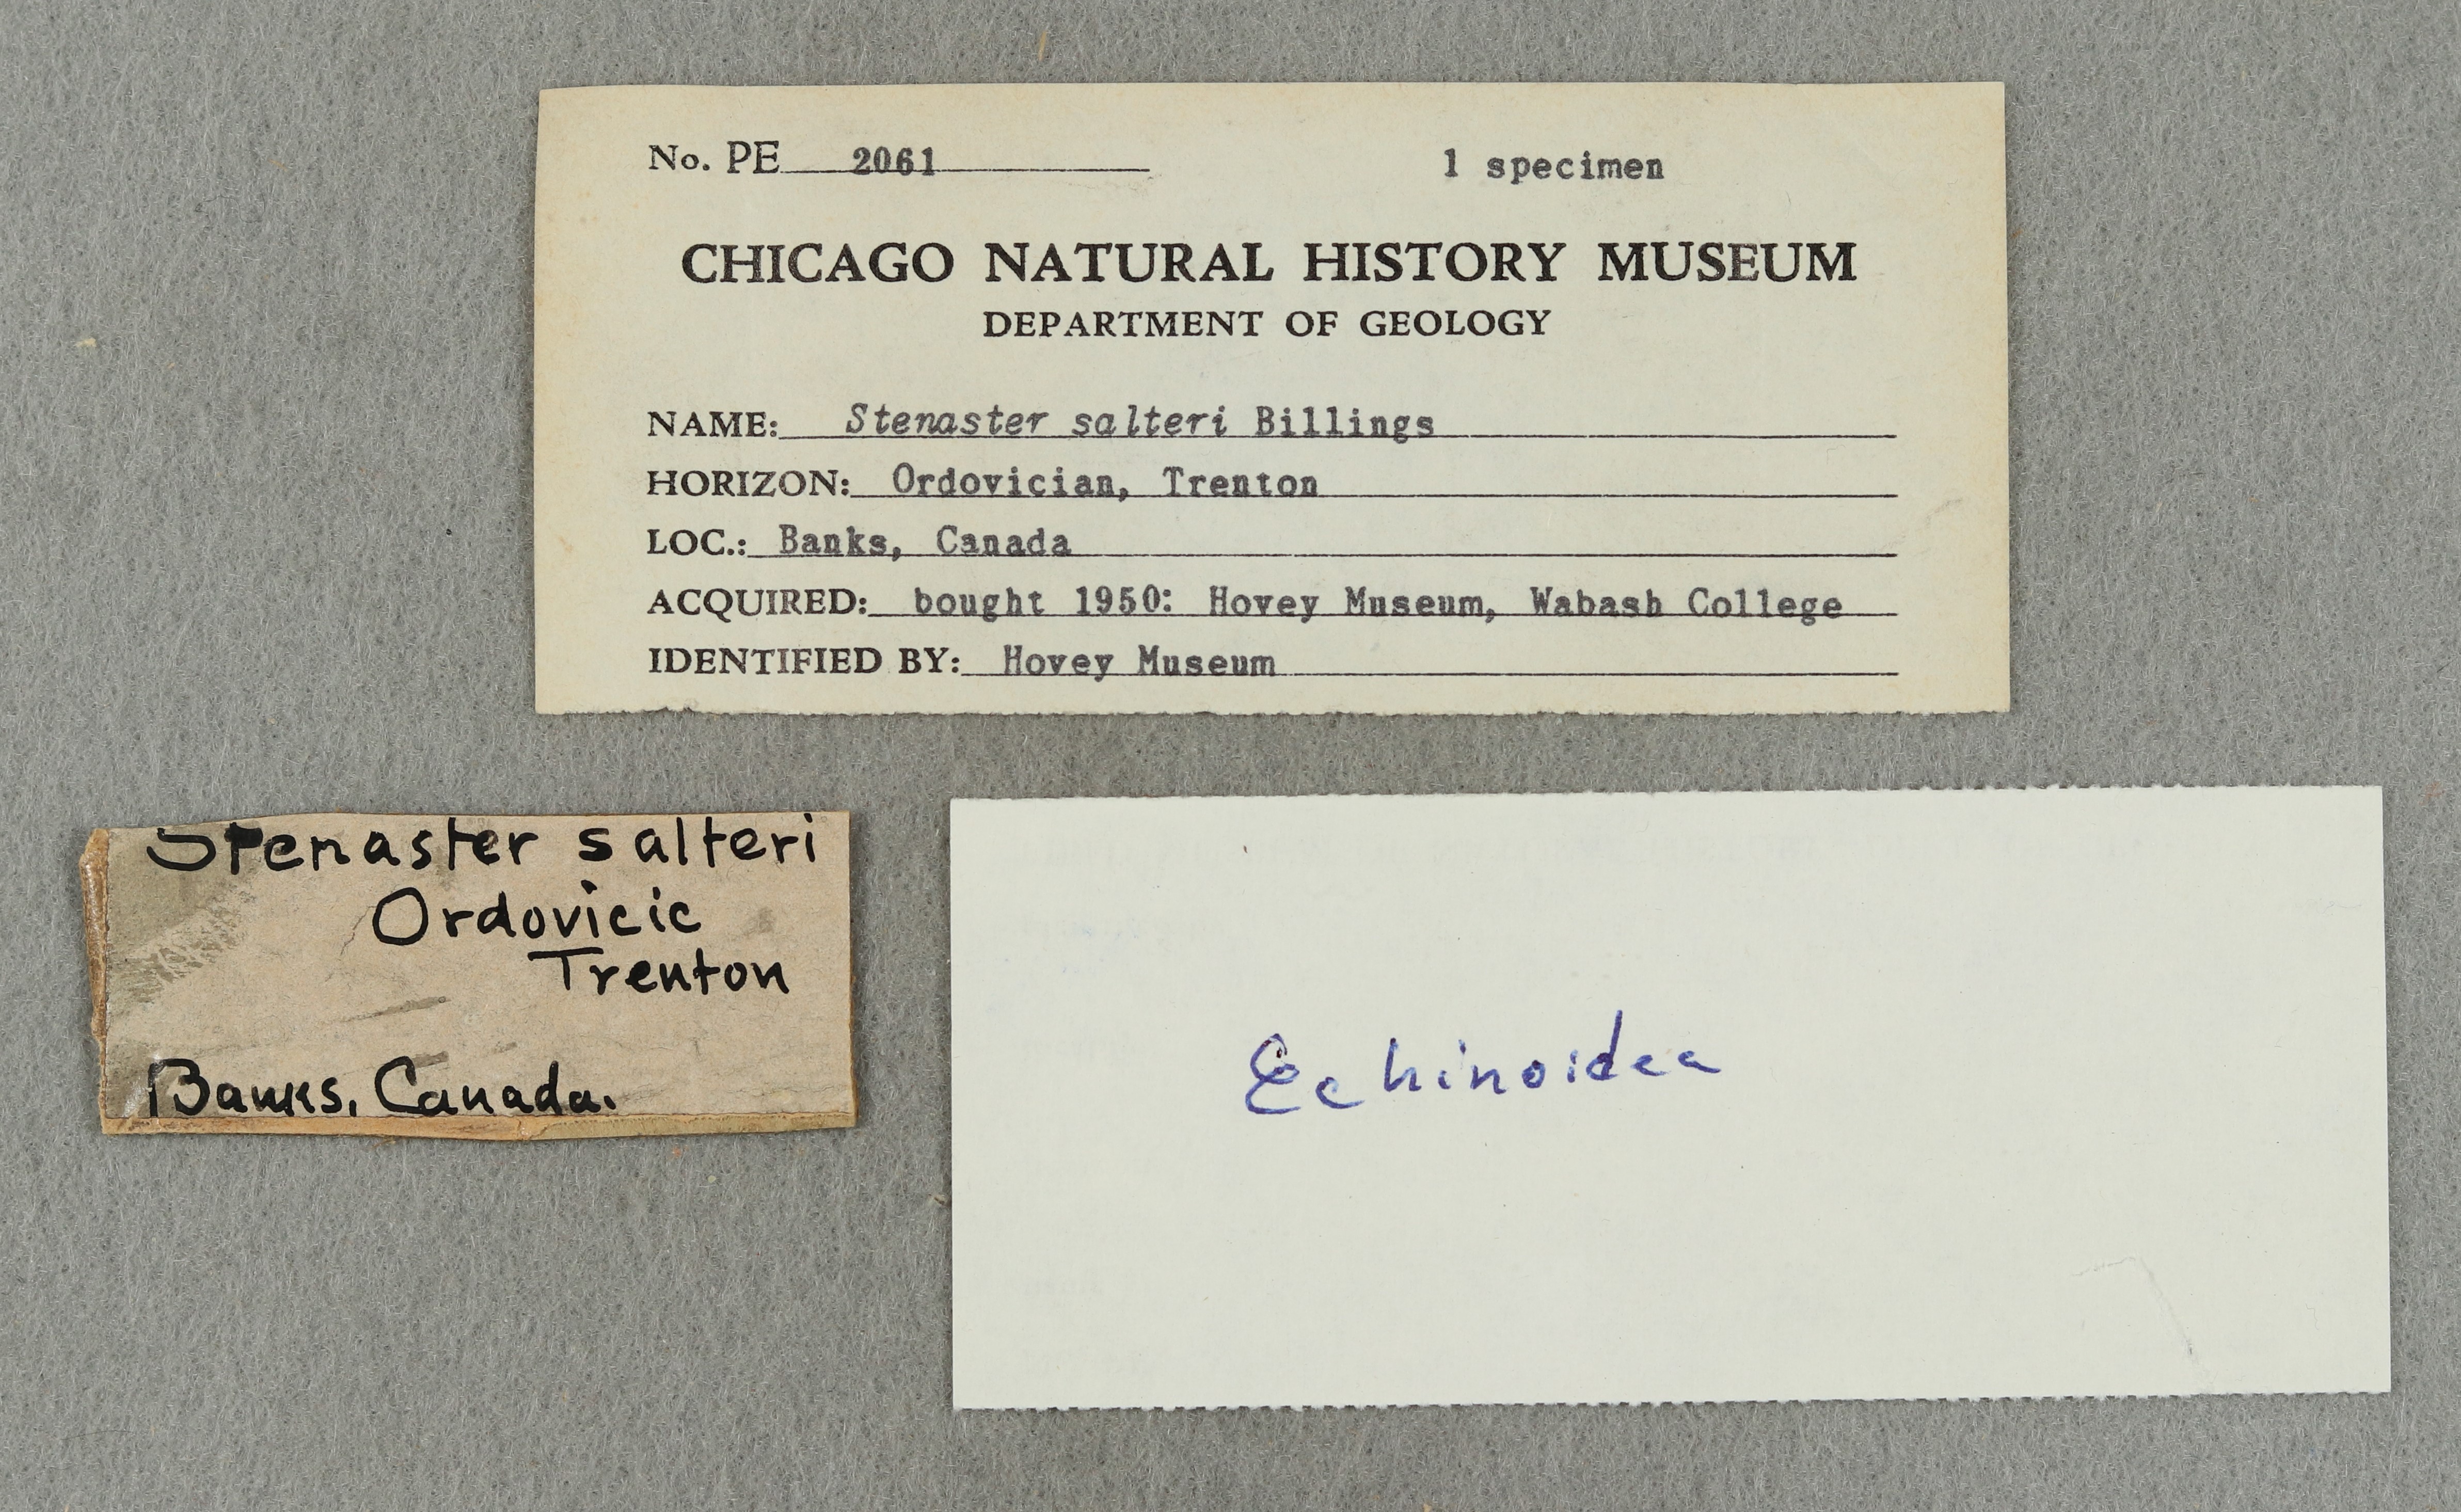 No. PE 2061 1 specimen
CHICAGO NATURAL HISTORY MUSEUM
DEPARTMENT OF GEOLOGY
NAME: Stenaster salteri Billings
HORIZON: Ordovician, Trenton
LOC.: Banks, Canada
ACQUIRED: bought 1950: Hovey Museum, Wabash College
IDENTIFIED BY: Hovey Museum
Stenaster salteri
Ordovicic
Trenton
Banks, Canada.
Echinoidea